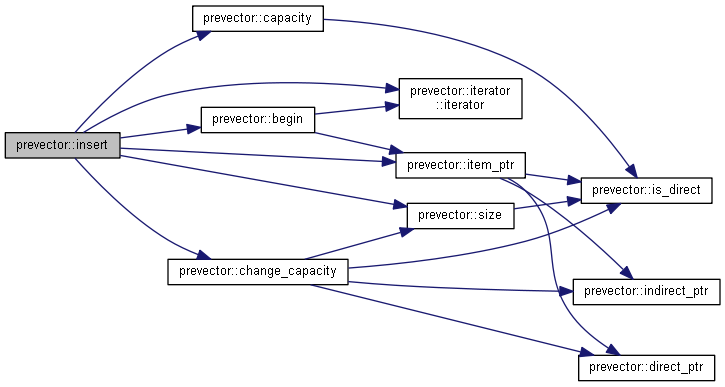 prevector::capacity
prevector::iterator
::iterator
prevector::begin
prevector::insert
prevector::item_ptr
prevector::is_direct
prevector::size
prevector::change_capacity
prevector::indirect_ptr
prevector::direct_ptr